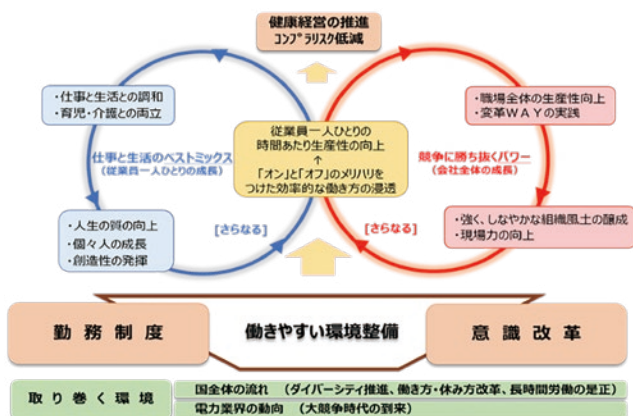 健康経営の推進
コンプラリスク低減
・仕事と生活との調和
・育児・介護との両立
仕事と生活のベストミックス
（従業員一人ひとりの成長）
・人生の質の向上
・個々人の成長
・創造性の発揮
［さらなる］
従業員一人ひとりの
時間あたり生産性の向上
↑
「オン」と「オフ」のメリハリを
つけた効率的な働き方の浸透
・職場全体の生産性向上
・変革ＷＡＹの実践
競争に勝ち抜くパワー
（会社全体の成長）
・強く、しなやかな組織風土の醸成
・現場力の向上
［さらなる］
勤務制度
働きやすい環境整備
意識改革
取り巻く環境
国全体の流れ （ダイバーシティ推進、働き方・休み方改革、長時間労働の是正）
電力業界の動向 （大競争時代の到来）